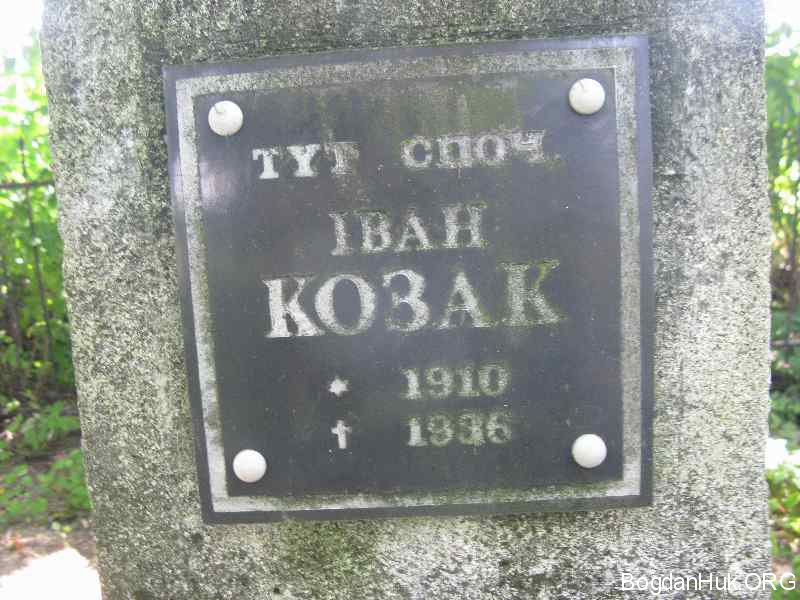 ТУТ СПОЧ.
ІВАН
КОЗАК
* 1910
† 1936
BogdanHuk.ORG